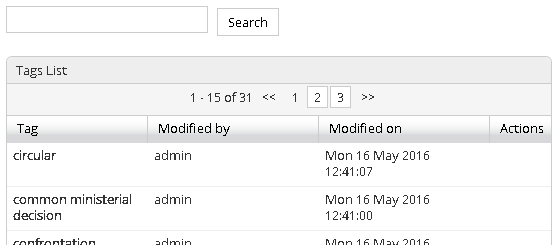 Search
Tags List
1 - 15 of 31 << 1 2 3 >>
Tag Modified by Modified on Actions
circular admin Mon 16 May 2016
12:41:07
common ministerial admin Mon 16 May 2016
decision 12:41:00
confrontation admin Mon 16 May 2016